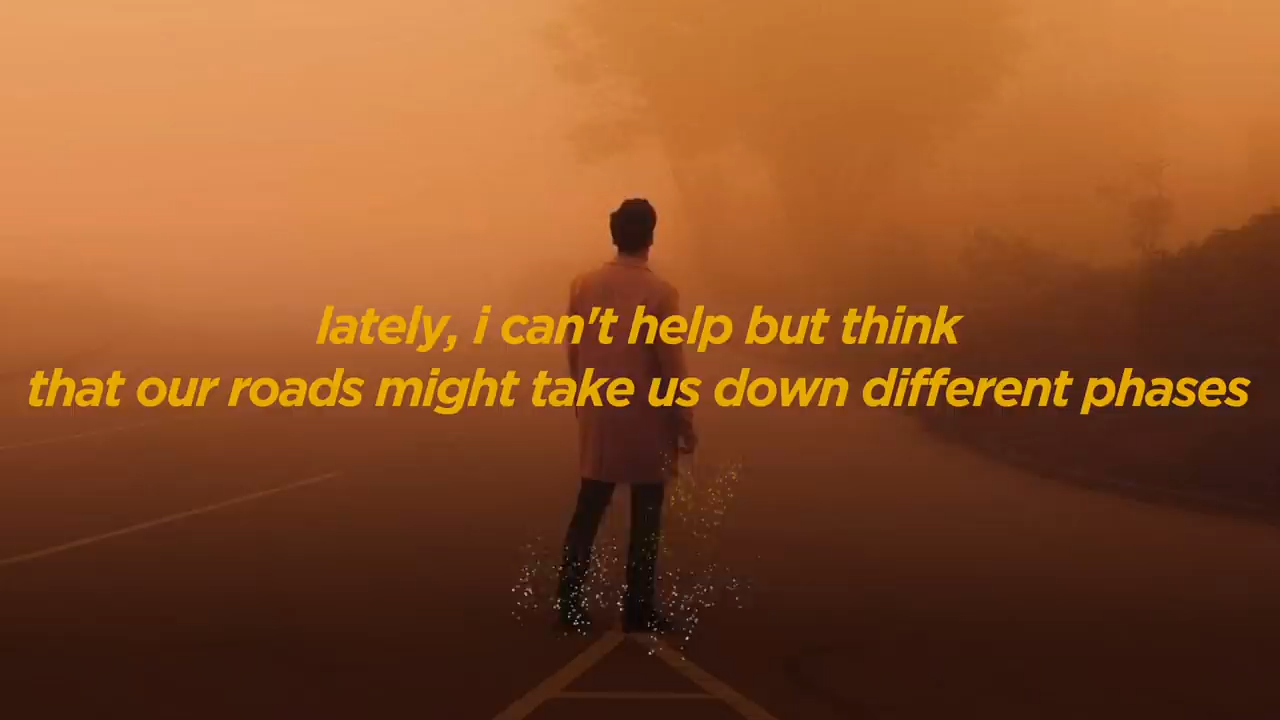 lately, i can't help but think
that our roads might take us down different phases